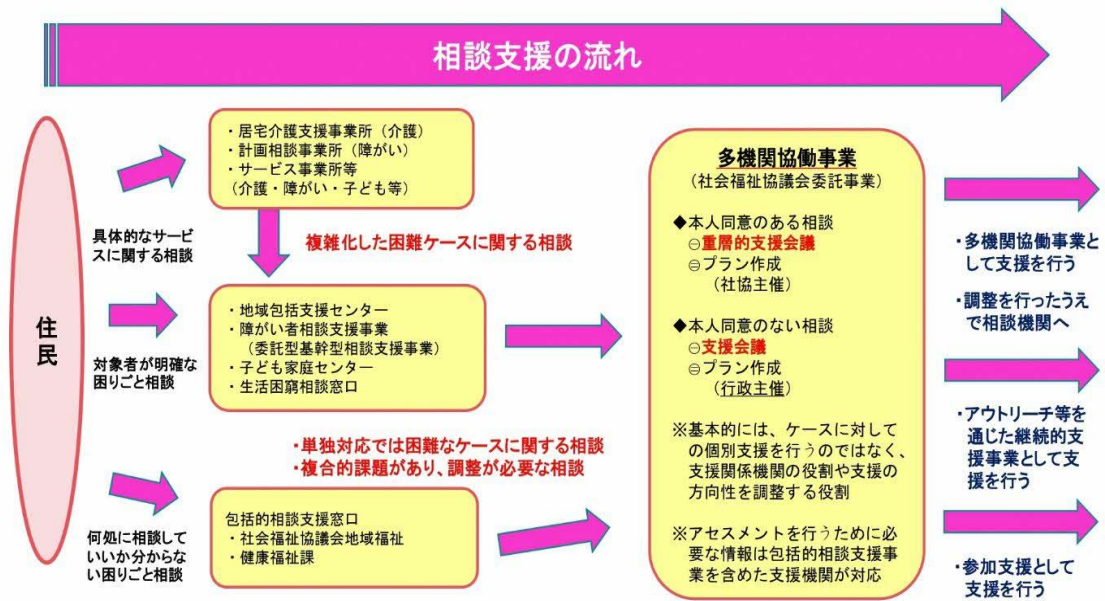 相談支援の流れ
住民
具体的なサービ
スに関する相談
対象者が明確な
困りごと相談
何処に相談して
いいか分からな
い困りごと相談
・居宅介護支援事業所（介護）
・計画相談事業所（障がい）
・サービス事業所等
（介護・障がい・子ども等）
複雑化した困難ケースに関する相談
・地域包括支援センター
・障がい者相談支援事業
（委託型基幹型相談支援事業）
・子ども家庭センター
・生活困窮相談窓口
・単独対応では困難なケースに関する相談
・複合的課題があり、調整が必要な相談
包括的相談支援窓口
・社会福祉協議会地域福祉
・健康福祉課
多機関協働事業
（社会福祉協議会委託事業）
◆本人同意のある相談
⊖重層的支援会議
⊖プラン作成
（社協主催）
◆本人同意のない相談
⊖支援会議
⊖プラン作成
（行政主催）
※基本的には、ケースに対して
の個別支援を行うのではなく、
支援関係機関の役割や支援の
方向性を調整する役割
※アセスメントを行うために必
要な情報は包括的相談支援事
業を含めた支援機関が対応
・多機関協働事業と
して支援を行う
・調整を行ったうえ
で相談機関へ
・アウトリーチ等を
通じた継続的支
援事業として支
援を行う
・参加支援として
支援を行う